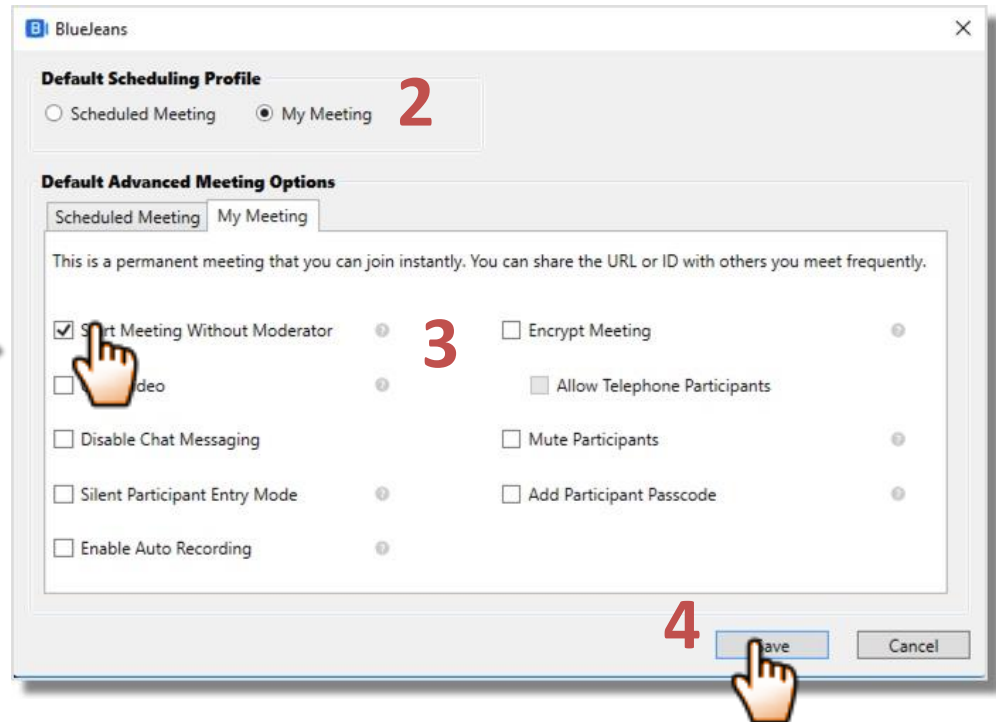 B BlueJeans
Default Scheduling Profile
Scheduled Meeting My Meeting 2
Default Advanced Meeting Options
Scheduled Meeting My Meeting
This is a permanent meeting that you can join instantly. You can share the URL or ID with others you meet frequently.
Meeting Without Moderator ? 3 Encrypt Meeting ?
? Allow Telephone Participants
Disable Chat Messaging Mute Participants ?
Silent Participant Entry Mode ? Add Participant Passcode ?
Enable Auto Recording ?
4 Cancel